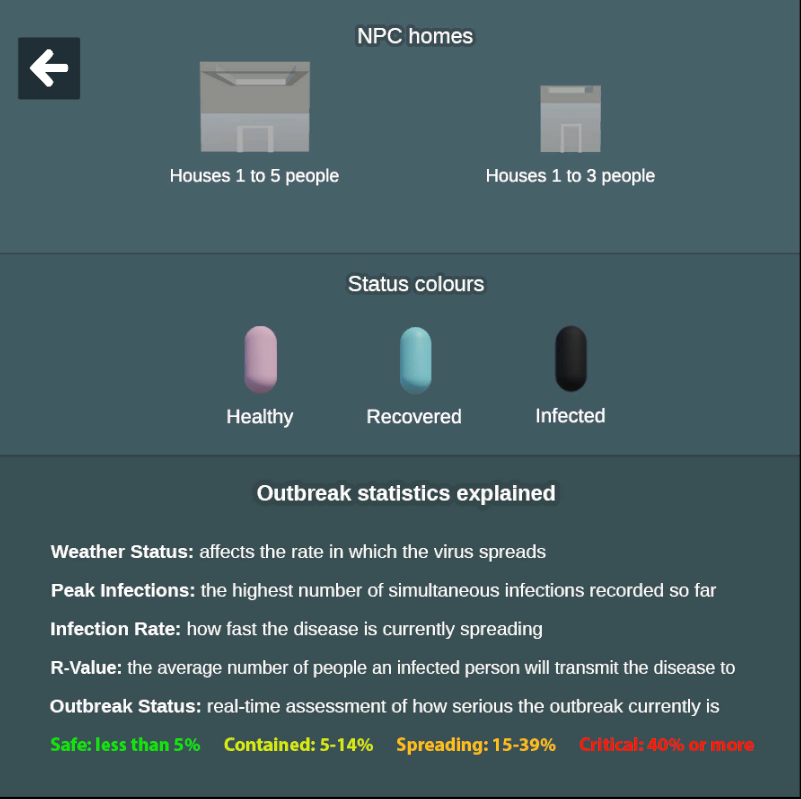 NPC homes
Houses 1 to 5 people
Houses 1 to 3 people
Status colours
Healthy
Recovered
Infected
Outbreak statistics explained
Weather Status: affects the rate in which the virus spreads
Peak Infections: the highest number of simultaneous infections recorded so far
Infection Rate: how fast the disease is currently spreading
R-Value: the average number of people an infected person will transmit the disease to
Outbreak Status: real-time assessment of how serious the outbreak currently is
Safe: less than 5% Contained: 5-14% Spreading: 15-39% Critical: 40% or more